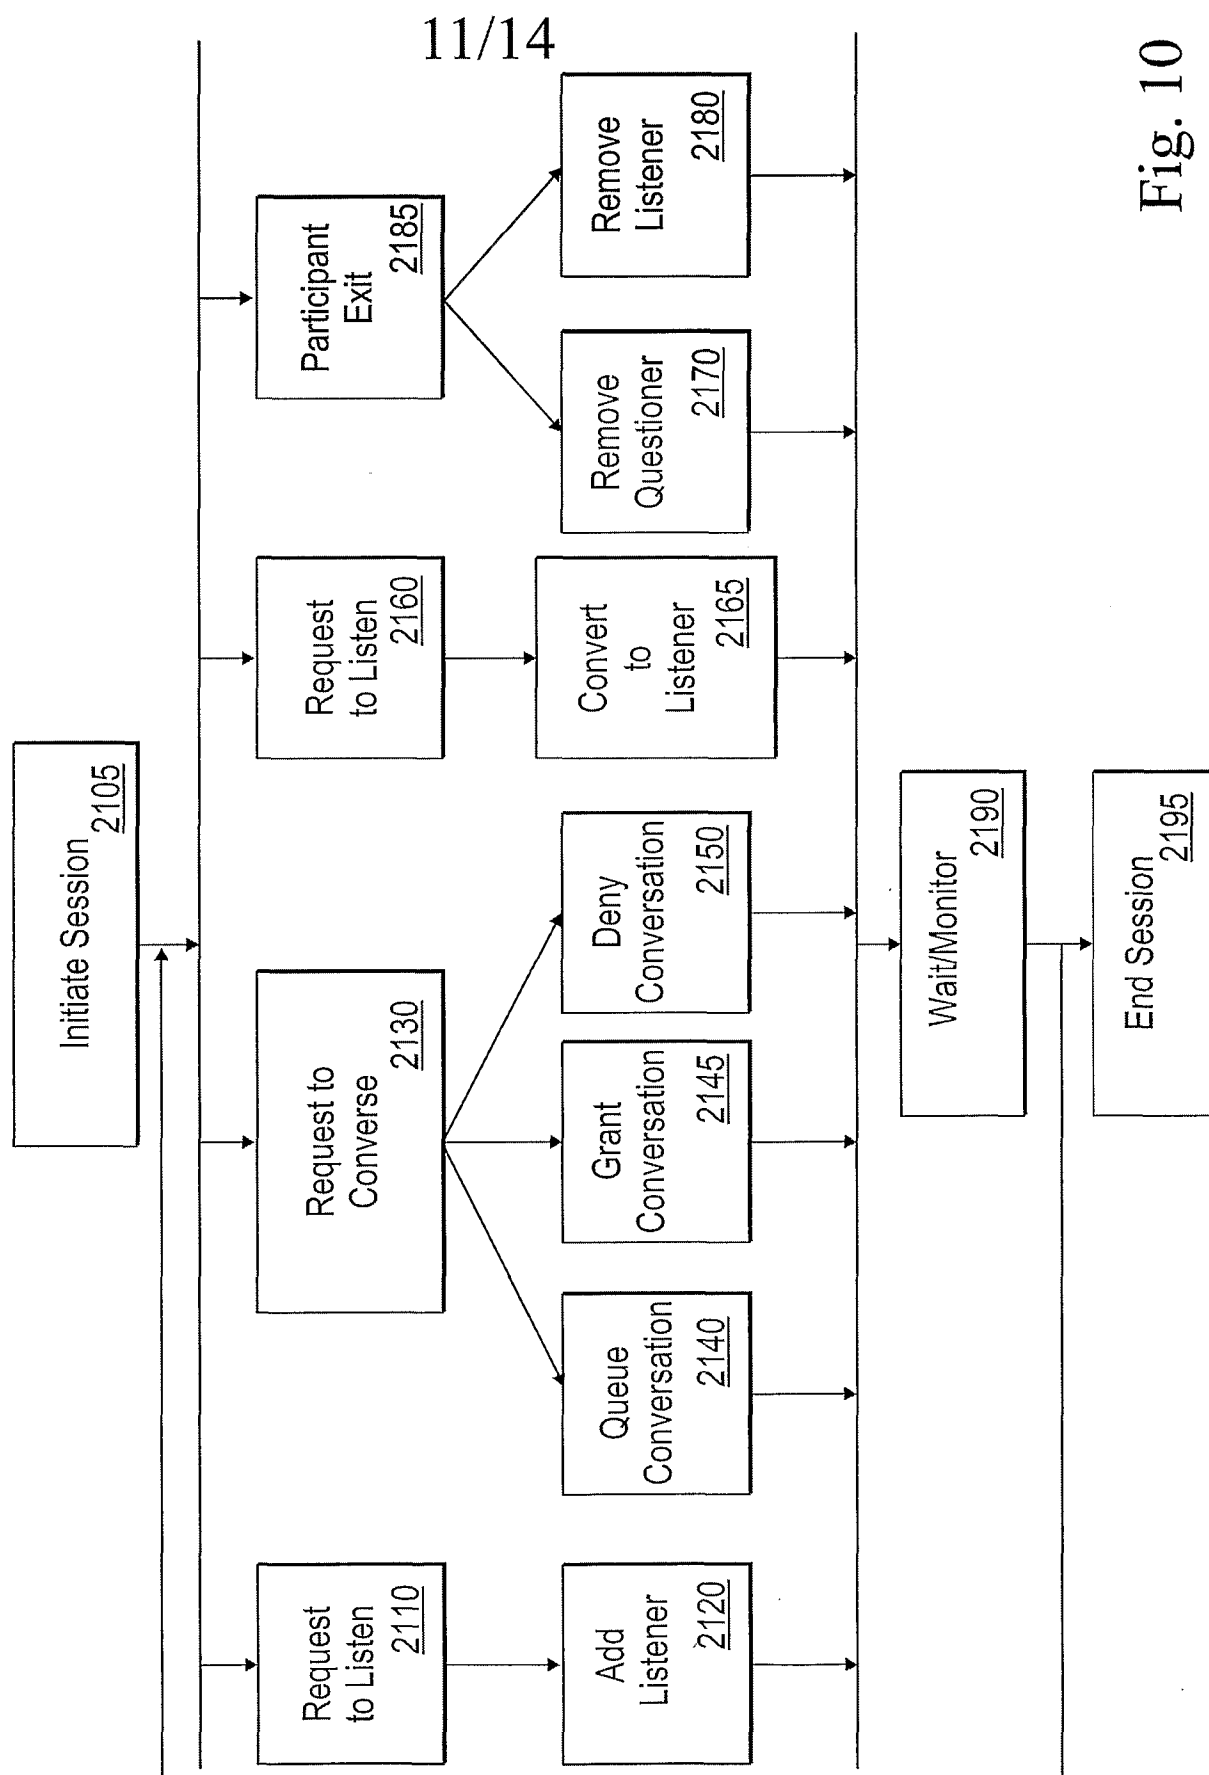 11/14
Initiate Session
2105
Request
to Listen
2110
Request to
Converse
2130
Request
to Listen
2160
Participant
Exit
2185
Add
Listener
2120
Queue
Conversation
2140
Grant
Conversation
2145
Deny
Conversation
2150
Convert
to
Listener
2165
Remove
Questioner
2170
Remove
Listener
2180
Wait/Monitor
2190
End Session
2195
Fig. 10